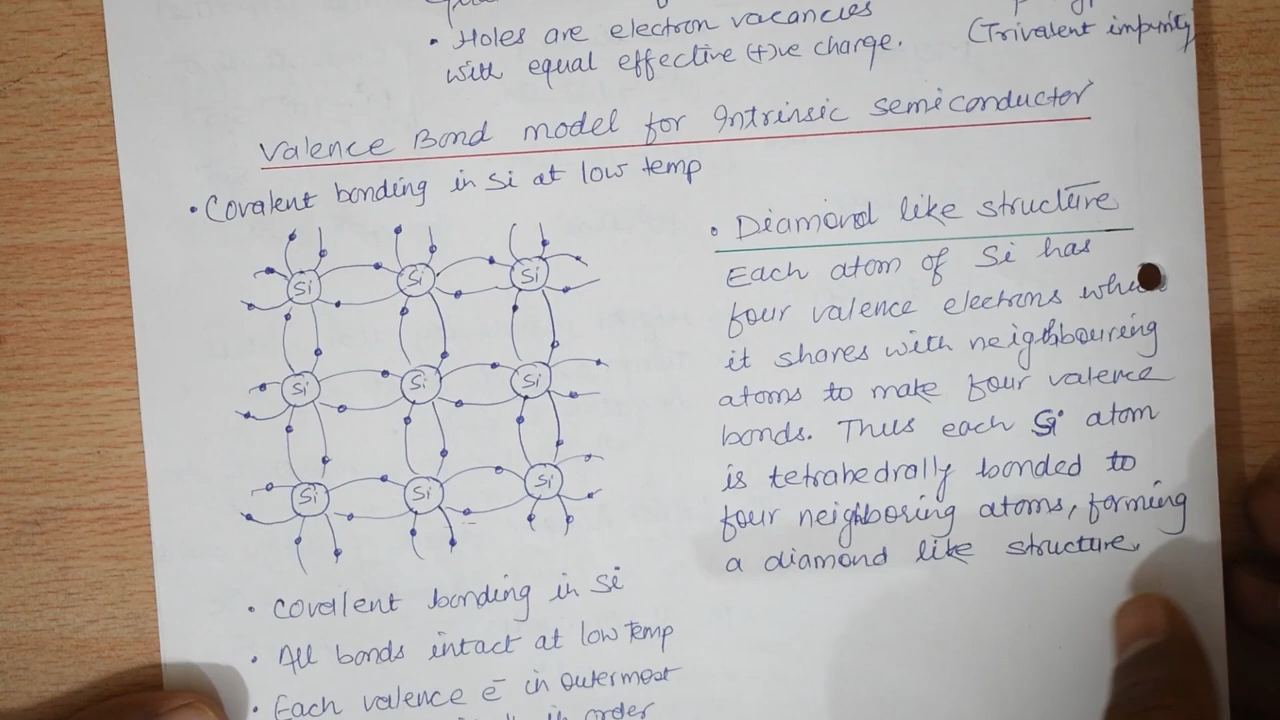 • Holes are electron vacancies
with equal effective (+)ve charge.
(Trivalent impurity
Valence Bond model for Intrinsic semiconductor
• Covalent bonding in Si at low temp
Si Si Si
Si Si Si
Si Si Si
• Diamond like structure
Each atom of Si has
four valence electrons
it shares with neighbouring
atoms to make four valence
bonds. Thus each Si atom
is tetrahedrally bonded to
four neighboring atoms, forming
a diamond like structure.
• Covalent bonding in Si
• All bonds intact at low temp
• Each valence e⁻ in outermost
in order